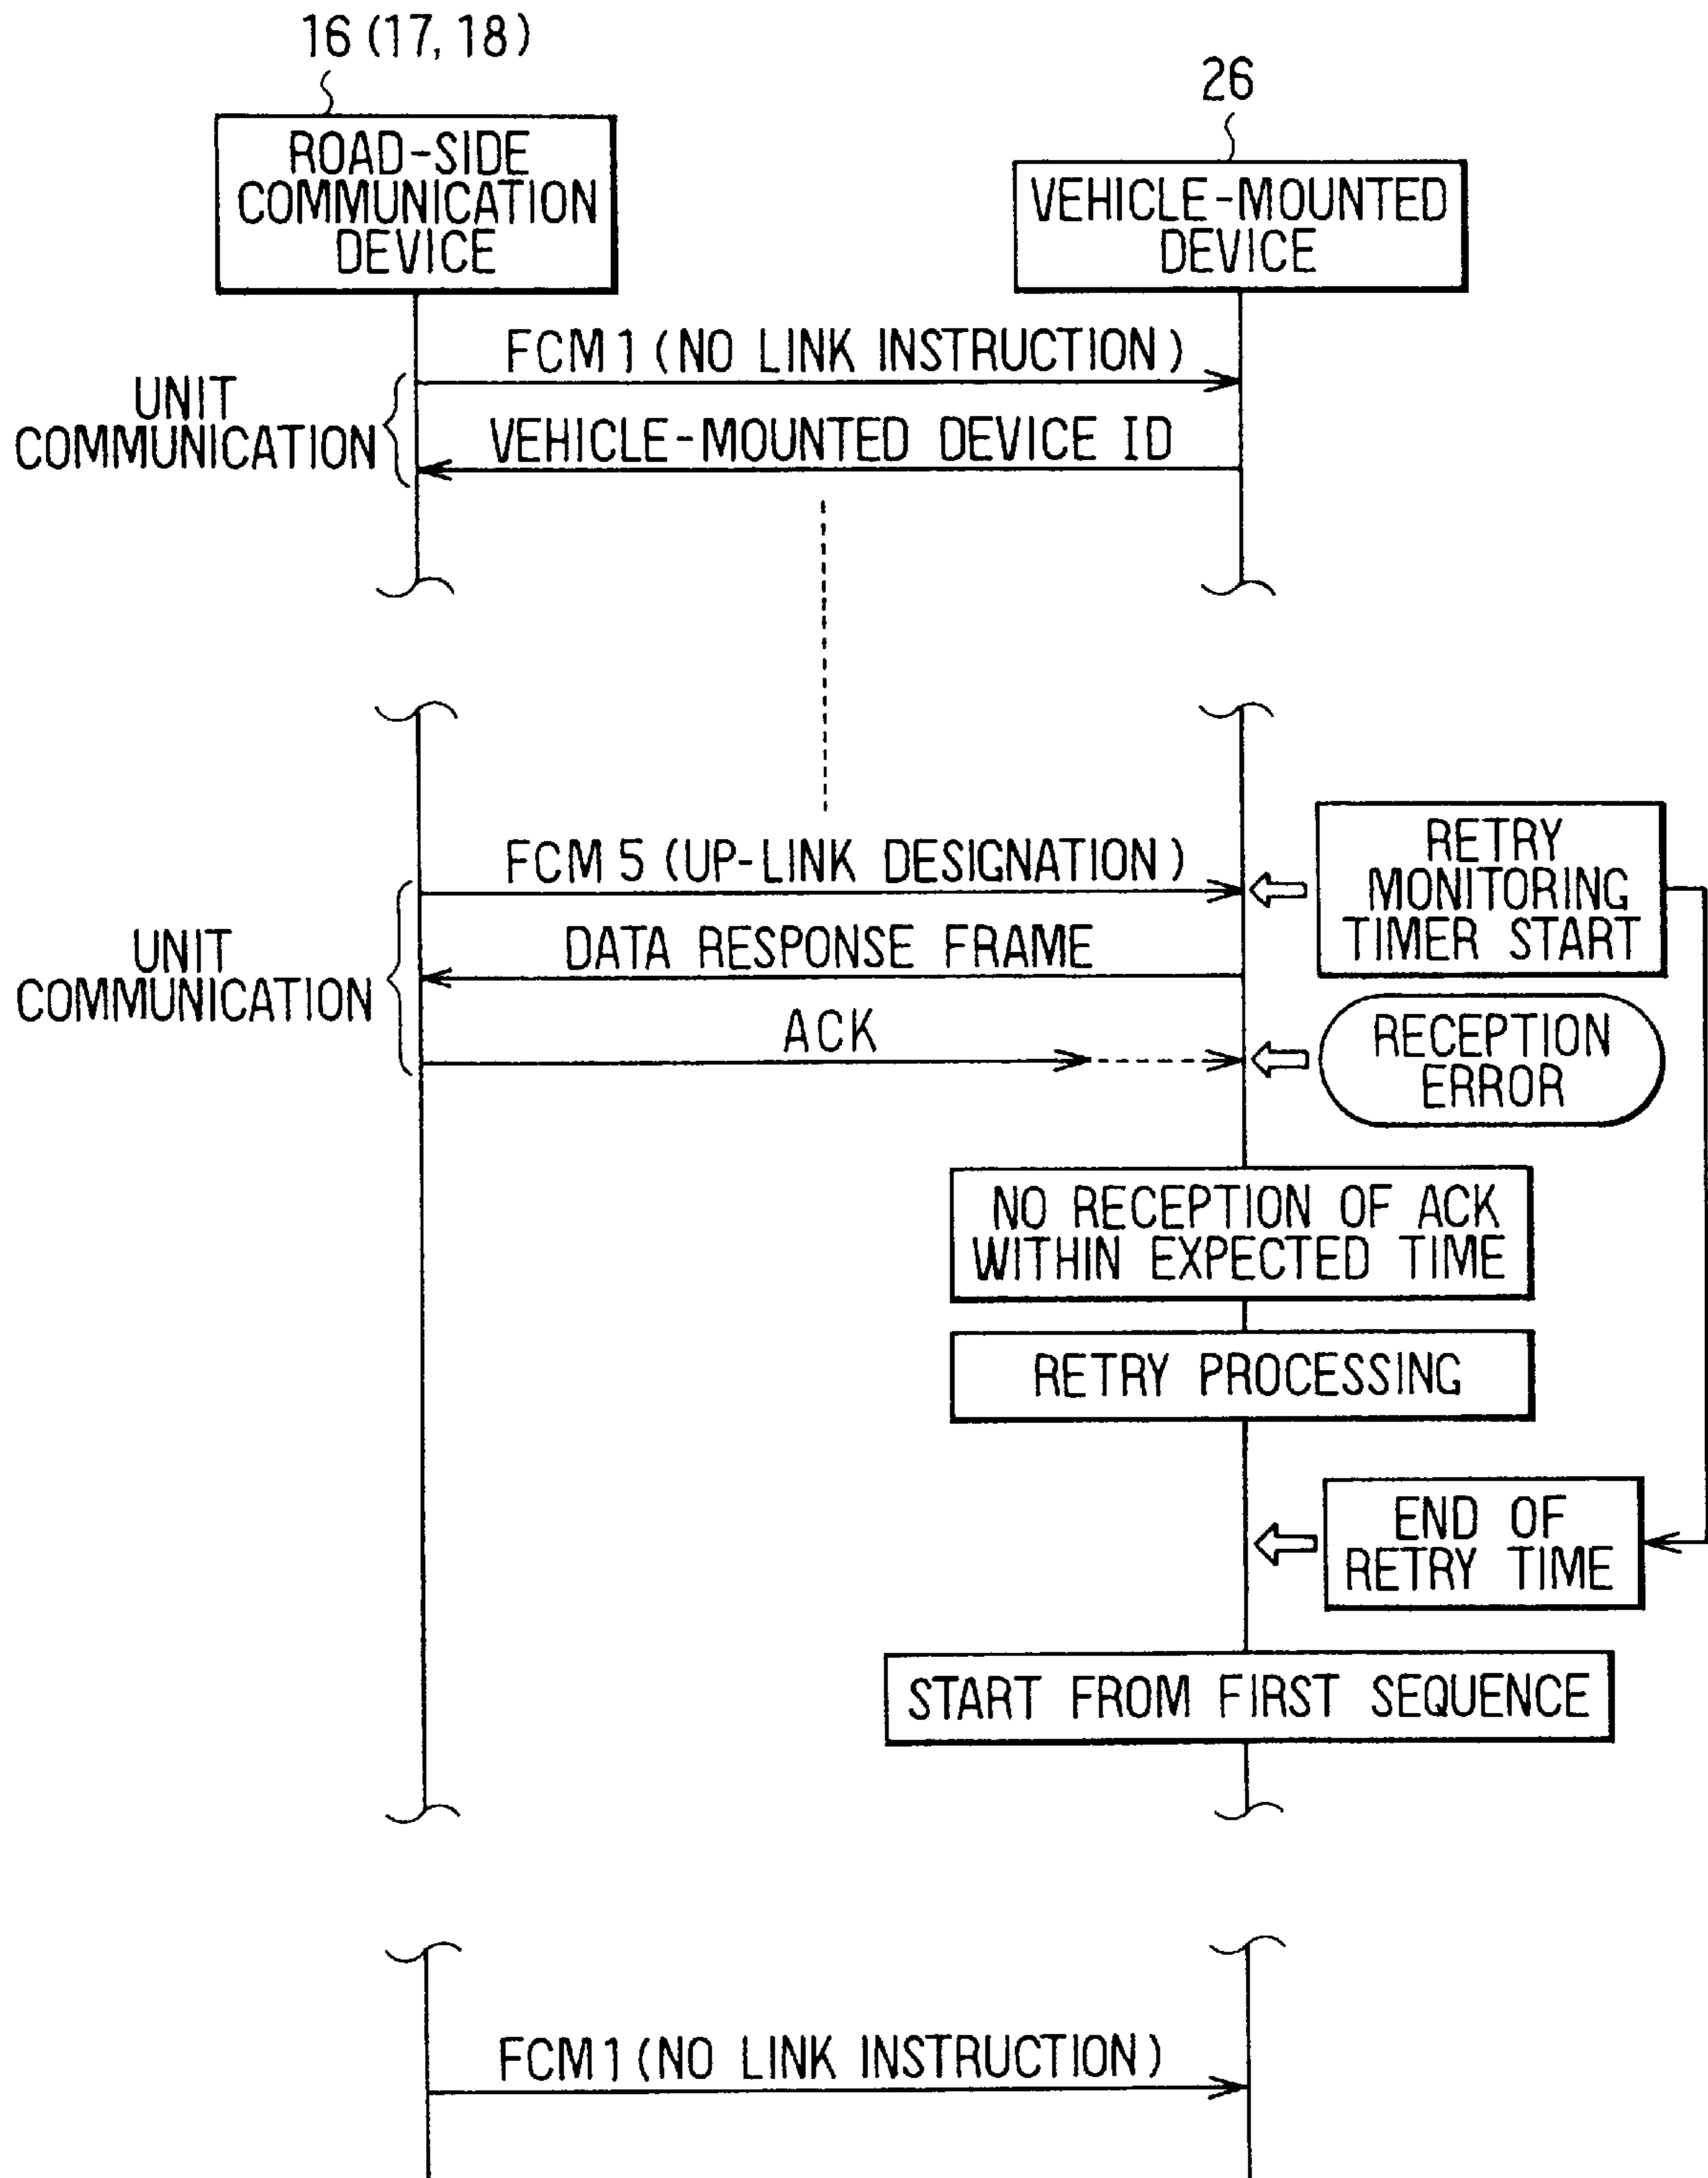 16 (17, 18)
26
ROAD-SIDE
COMMUNICATION
DEVICE
VEHICLE-MOUNTED
DEVICE
FCM 1 (NO LINK INSTRUCTION)
UNIT
COMMUNICATION
VEHICLE-MOUNTED DEVICE ID
FCM 5 (UP-LINK DESIGNATION)
RETRY
MONITORING
TIMER START
UNIT
COMMUNICATION
DATA RESPONSE FRAME
ACK
RECEPTION
ERROR
NO RECEPTION OF ACK
WITHIN EXPECTED TIME
RETRY PROCESSING
END OF
RETRY TIME
START FROM FIRST SEQUENCE
FCM1 (NO LINK INSTRUCTION)